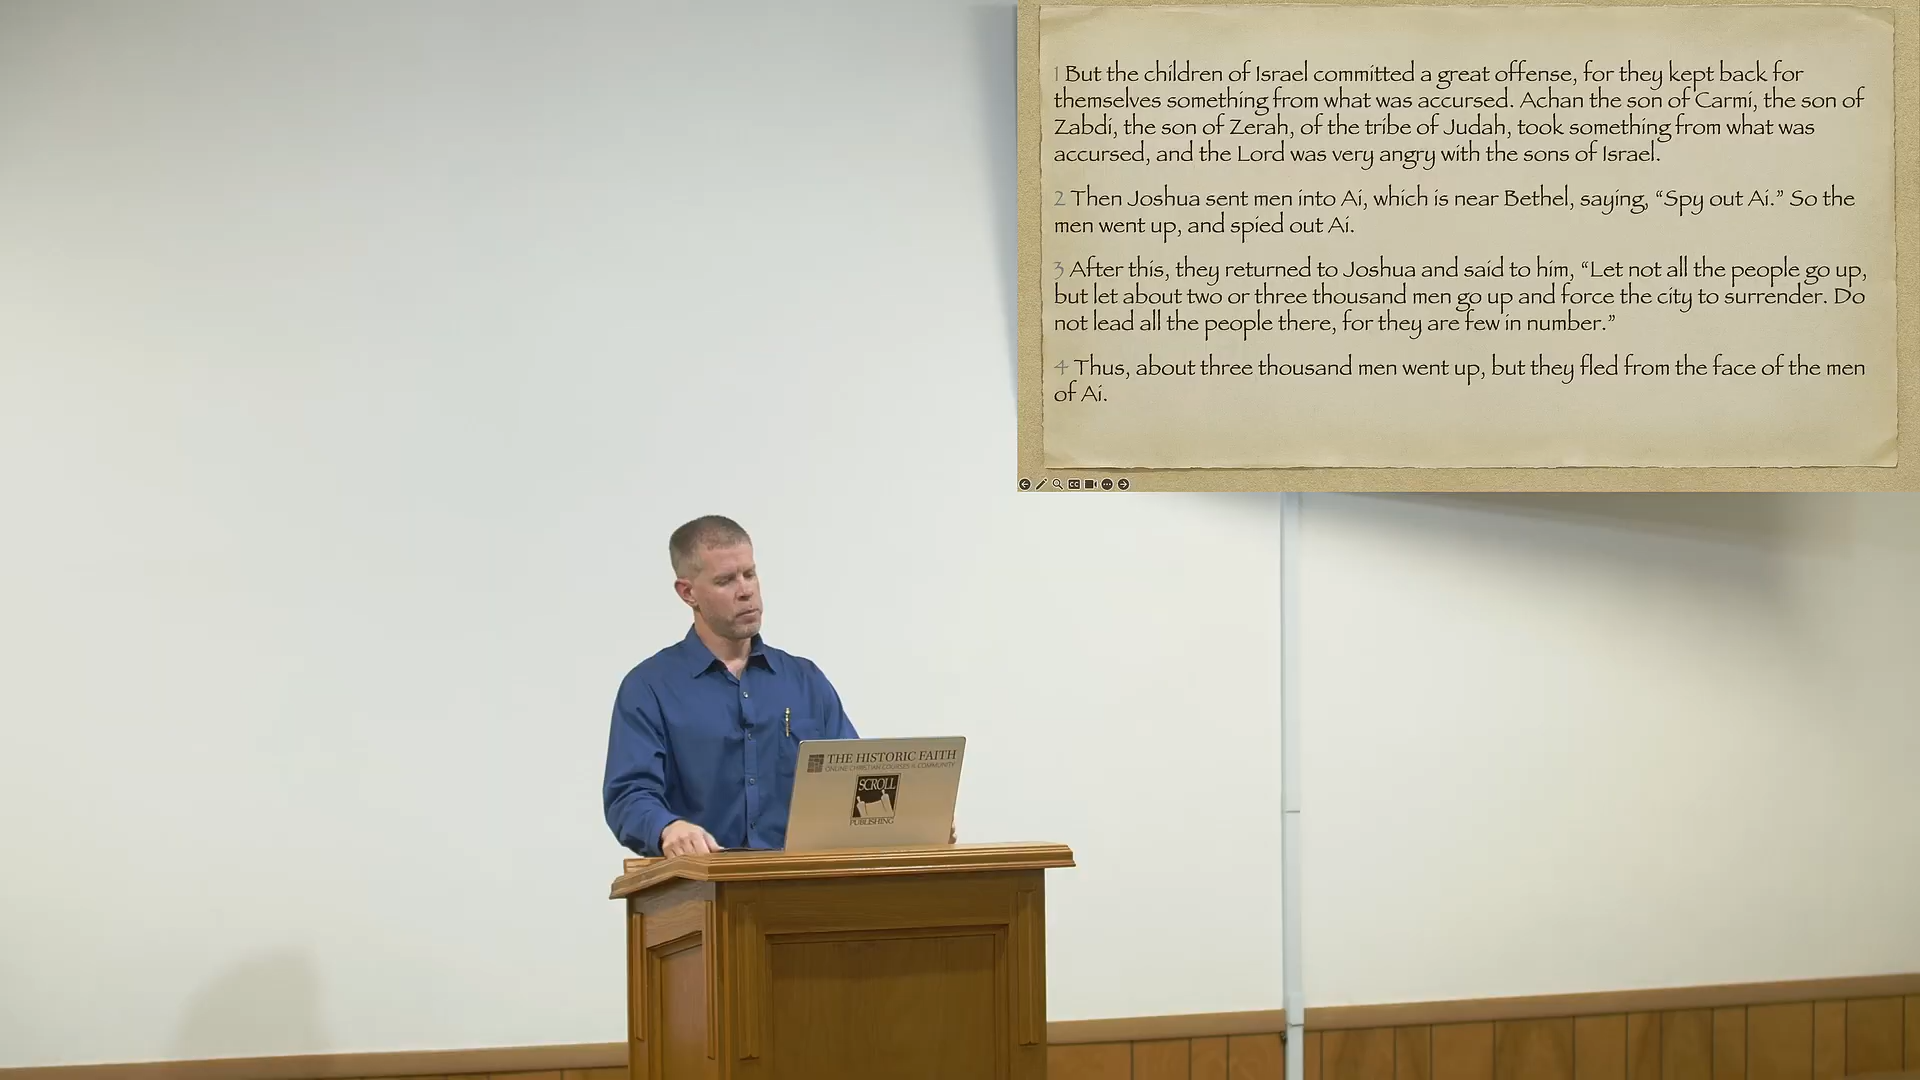 1 But the children of Israel committed a great offense, for they kept back for
themselves something from what was accursed. Achan the son of Carmi, the son of
Zabdi, the son of Zerah, of the tribe of Judah, took something from what was
accursed, and the Lord was very angry with the sons of Israel.
2 Then Joshua sent men into Ai, which is near Bethel, saying, “Spy out Ai.” So the
men went up, and spied out Ai.
3 After this, they returned to Joshua and said to him, “Let not all the people go up,
but let about two or three thousand men go up and force the city to surrender. Do
not lead all the people there, for they are few in number.”
4 Thus, about three thousand men went up, but they fled from the face of the men
of Ai.
CC
THE HISTORIC FAITH
ONLINE CHRISTIAN COURSES & COMMUNITY
SCROLL
PUBLISHING